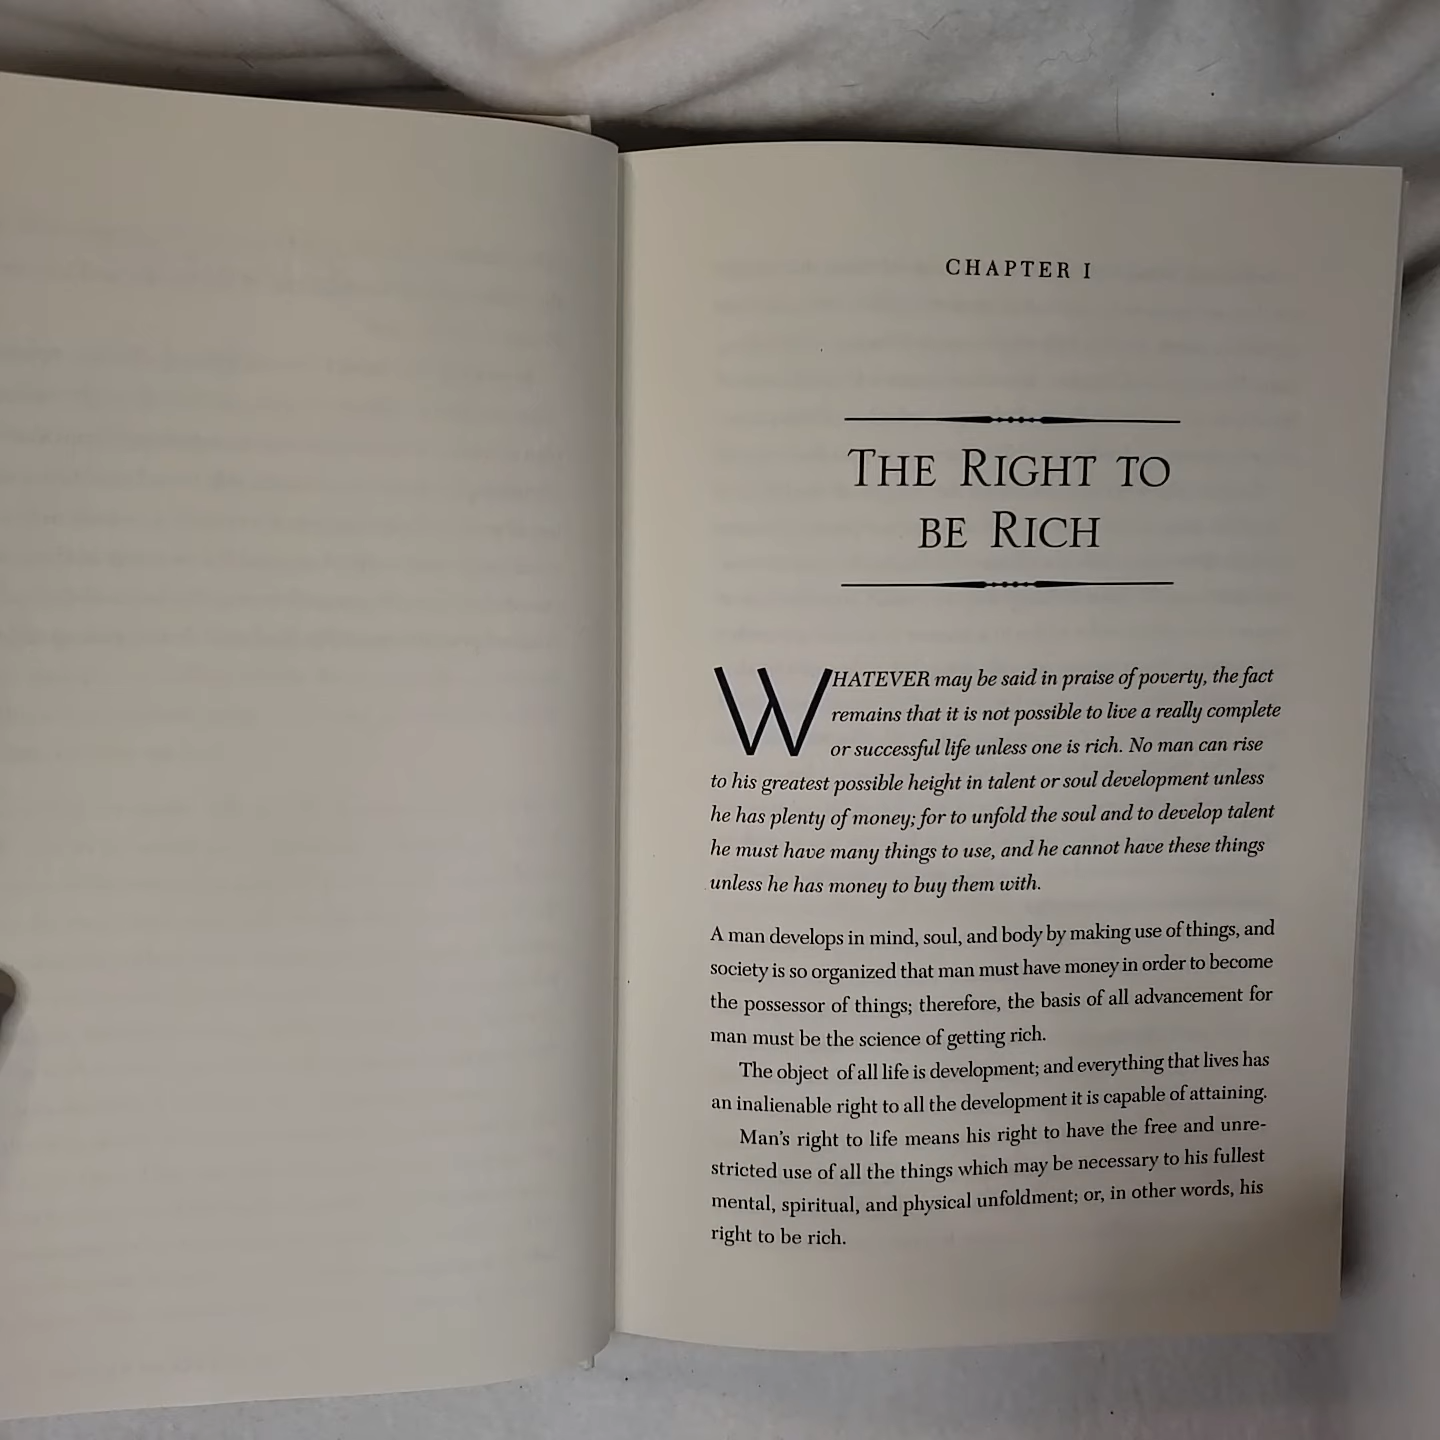 CHAPTER I
THE RIGHT TO
BE RICH
WHATEVER may be said in praise of poverty, the fact
remains that it is not possible to live a really complete
or successful life unless one is rich. No man can rise
to his greatest possible height in talent or soul development unless
he has plenty of money; for to unfold the soul and to develop talent
he must have many things to use, and he cannot have these things
unless he has money to buy them with.
A man develops in mind, soul, and body by making use of things, and
society is so organized that man must have money in order to become
the possessor of things; therefore, the basis of all advancement for
man must be the science of getting rich.
The object of all life is development; and everything that lives has
an inalienable right to all the development it is capable of attaining.
Man's right to life means his right to have the free and unre-
stricted use of all the things which may be necessary to his fullest
mental, spiritual, and physical unfoldment; or, in other words, his
right to be rich.